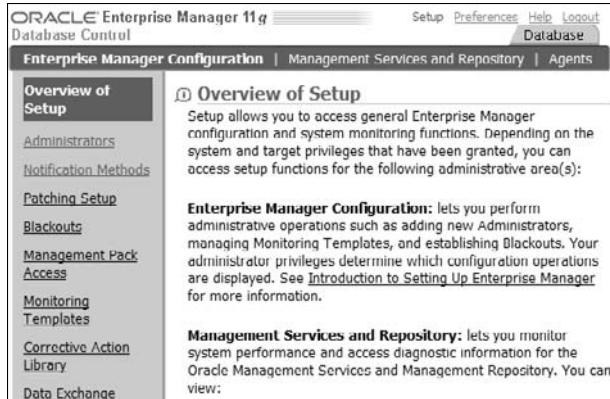 ORACLE Enterprise Manager 11g
Setup Preferences Help Logout
Database Control
Database
Enterprise Manager Configuration | Management Services and Repository | Agents
Overview of
Setup
Administrators
Notification Methods
Patching Setup
Blackouts
Management Pack
Access
Monitoring
Templates
Corrective Action
Library
Data Exchange
Overview of Setup
Setup allows you to access general Enterprise Manager
configuration and system monitoring functions. Depending on the
system and target privileges that have been granted, you can
access setup functions for the following administrative area(s):
Enterprise Manager Configuration: lets you perform
administrative operations such as adding new Administrators,
managing Monitoring Templates, and establishing Blackouts. Your
administrator privileges determine which configuration operations
are displayed. See Introduction to Setting Up Enterprise Manager
for more information.
Management Services and Repository: lets you monitor
system performance and access diagnostic information for the
Oracle Management Services and Management Repository. You can
view: